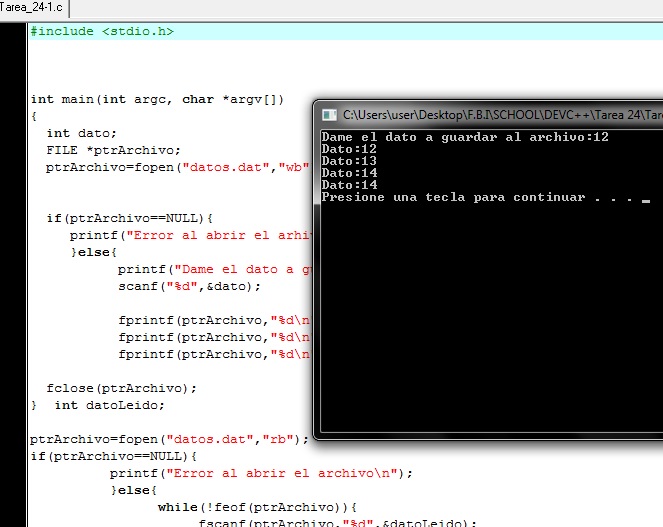 Tarea_24-1.c
#include <stdio.h>
int main(int argc, char *argv[])
{
int dato;
FILE *ptrArchivo;
ptrArchivo=fopen("datos.dat","wb"
if(ptrArchivo==NULL){
printf("Error al abrir el arhi
}else{
printf("Dame el dato a gu
scanf("%d",&dato);
fprintf(ptrArchivo,"%d\n
fprintf(ptrArchivo,"%d\n
fprintf(ptrArchivo,"%d\n
fclose(ptrArchivo);
} int datoLeido;
ptrArchivo=fopen("datos.dat","rb");
if(ptrArchivo==NULL){
printf("Error al abrir el archivo\n");
}else{
while(!feof(ptrArchivo)){
fscanf(ptrArchivo,"%d",&datoLeido);
C:\Users\user\Desktop\F.B.I\SCHOOL\DEVC++\Tarea 24\Tare
Dame el dato a guardar al archivo:12
Dato:12
Dato:13
Dato:14
Dato:14
Presione una tecla para continuar . . . _